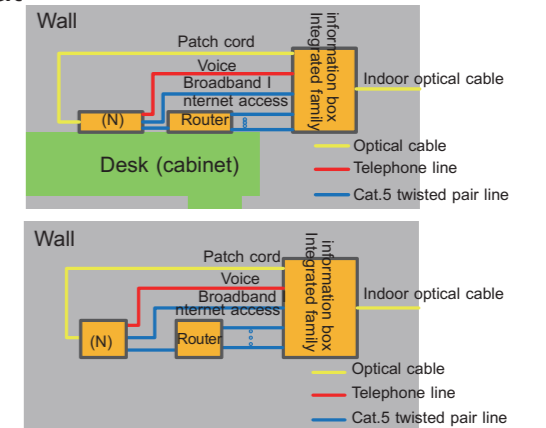 Wall
Patch cord
Voice
Broadband I
nternet access
information box
Integrated family
Indoor optical cable
(N)
Router
Desk (cabinet)
Optical cable
Telephone line
Cat.5 twisted pair line
Wall
Patch cord
Voice
Broadband I
nternet access
information box
Integrated family
Indoor optical cable
(N)
Router
Optical cable
Telephone line
Cat.5 twisted pair line